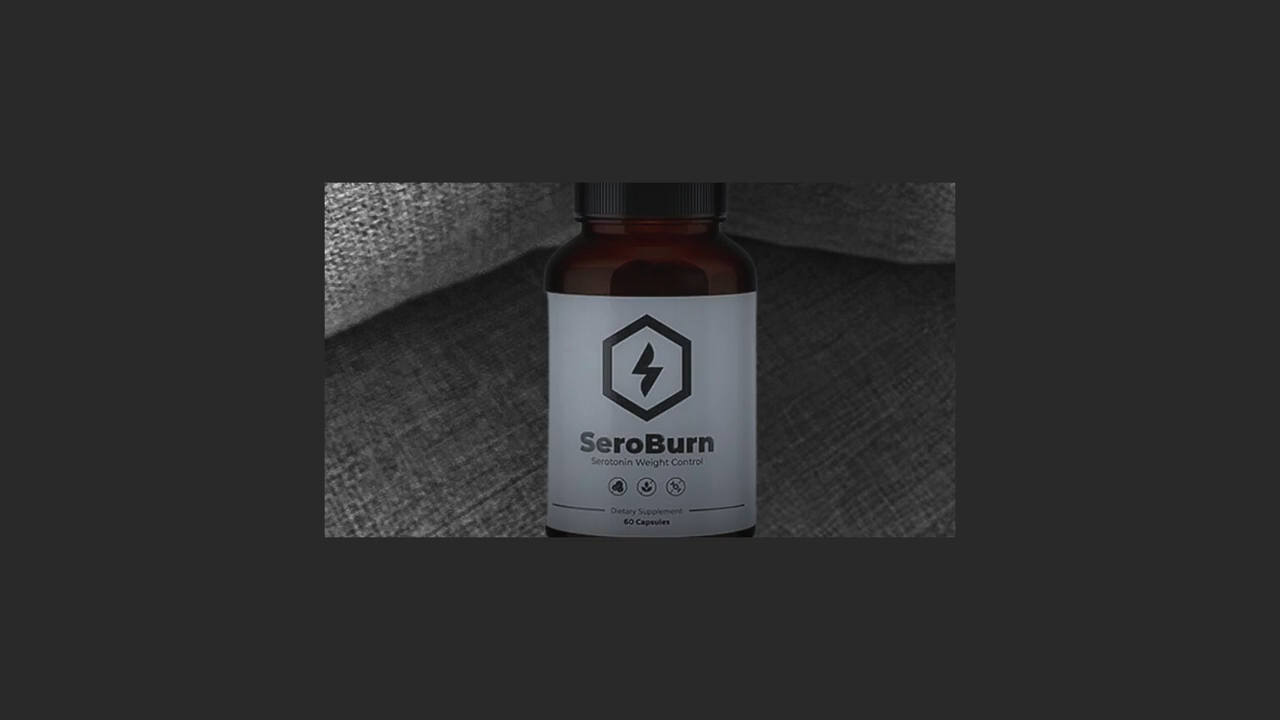 SeroBurn
Serotonin Weight Control
Dietary Supplement
60 Capsules